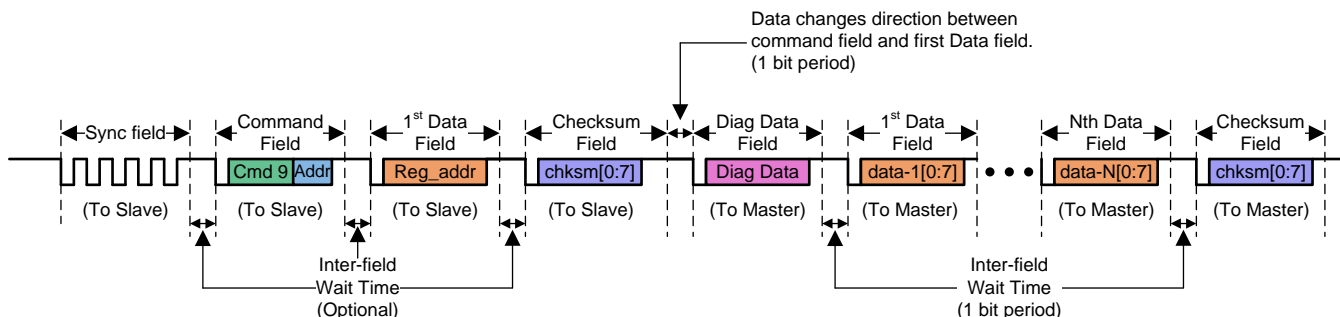 Data changes direction between
command field and first Data field.
(1 bit period)
Sync field
Command
Field
1st Data
Field
Checksum
Field
Diag Data
Field
1st Data
Field
Nth Data
Field
Checksum
Field
Cmd 9
Addr
Reg_addr
chksm[0:7]
Diag Data
data-1[0:7]
data-N[0:7]
chksm[0:7]
(To Slave)
(To Slave)
(To Slave)
(To Slave)
(To Master)
(To Master)
(To Master)
(To Master)
Inter-field
Wait Time
(Optional)
Inter-field
Wait Time
(1 bit period)